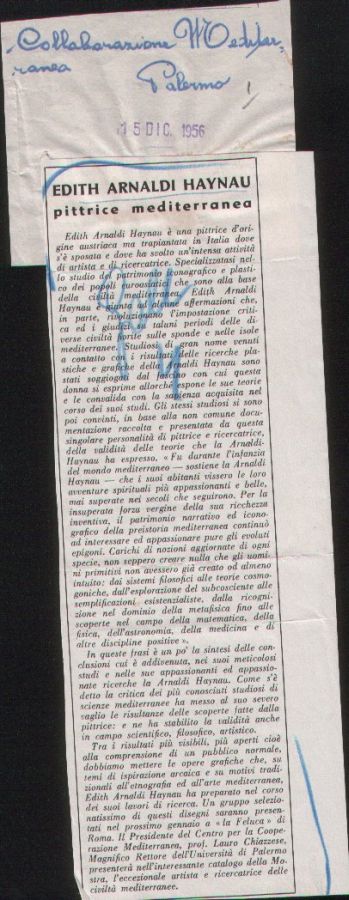 Collaborazione Mediter-
ranea
Palermo
15 DIC. 1956
EDITH ARNALDI HAYNAU
pittrice mediterranea
Edith Arnaldi Haynau è una pittrice d'ori-
gine austriaca ma trapiantata in Italia dove
s'è sposata e dove ha svolto un'intensa attività
di artista e di ricercatrice. Specializzatasi nel-
lo studio del patrimonio iconografico e plasti-
co dei popoli euroasiatici che sono alla base
della civiltà mediterranea, Edith Arnaldi
Haynau è giunta ad alcune affermazioni che,
in parte, rivoluzionano l'impostazione criti-
ca ed i giudizi su taluni periodi delle di-
verse civiltà fiorite sulle sponde e nelle isole
mediterranee. Studiosi di gran nome venuti
a contatto con i risultati delle ricerche pla-
stiche e grafiche della Arnaldi Haynau sono
stati soggiogati dal fascino con cui questa
donna si esprime allorchè espone le sue teorie
e le convalida con la sapienza acquisita nel
corso dei suoi studi. Gli stessi studiosi si sono
poi convinti, in base alla non comune docu-
mentazione raccolta e presentata da questa
singolare personalità di pittrice e ricercatrice,
della validità delle teorie che la Arnaldi-
Haynau ha espresso. « Fu durante l'infanzia
del mondo mediterraneo — sostiene la Arnaldi
Haynau — che i suoi abitanti vissero le loro
avventure spirituali più appassionanti e belle,
mai superate nei secoli che seguirono. Per la
insuperata forza vergine della sua ricchezza
inventiva, il patrimonio narrativo ed icono-
grafico della preistoria mediterranea continuò
ad interessare ed appassionare pure gli evoluti
epigoni. Carichi di nozioni aggiornate di ogni
specie, non seppero creare nulla che gli uomi-
ni primitivi non avessero già creato od almeno
intuito: dai sistemi filosofici alle teorie cosmo-
goniche, dall'esplorazione del subcosciente alle
semplificazioni esistenzialiste, dalla ricogni-
zione nel dominio della metafisica fino alle
scoperte nel campo della matematica, della
fisica, dell'astronomia, della medicina e di
altre discipline positive ».
In queste frasi è un po' la sintesi delle con-
clusioni cui è addivenuta, nei suoi meticolosi
studi e nelle sue appassionanti ed appassio-
nate ricerche la Arnaldi Haynau. Come s'è
detto la critica dei più conosciuti studiosi di
scienze mediterranee ha messo al suo severo
vaglio le risultanze delle scoperte fatte dalla
pittrice: e ne ha stabilito la validità anche
in campo scientifico, filosofico, artistico.
Tra i risultati più visibili, più aperti cioè
alla comprensione di un pubblico normale,
dobbiamo mettere le opere grafiche che, su
temi di ispirazione arcaica e su motivi tradi-
zionali all'etnografia ed all'arte mediterranea,
Edith Arnaldi Haynau ha preparato nel corso
dei suoi lavori di ricerca. Un gruppo selezio-
natissimo di questi disegni saranno presen-
tati nel prossimo gennaio a « la Feluca » di
Roma. Il Presidente del Centro per la Coope-
razione Mediterranea, prof. Lauro Chiazzese,
Magnifico Rettore dell'Università di Palermo
presenterà nell'interessante catalogo della Mo-
stra, l'eccezionale artista e ricercatrice delle
civiltà mediterranee.